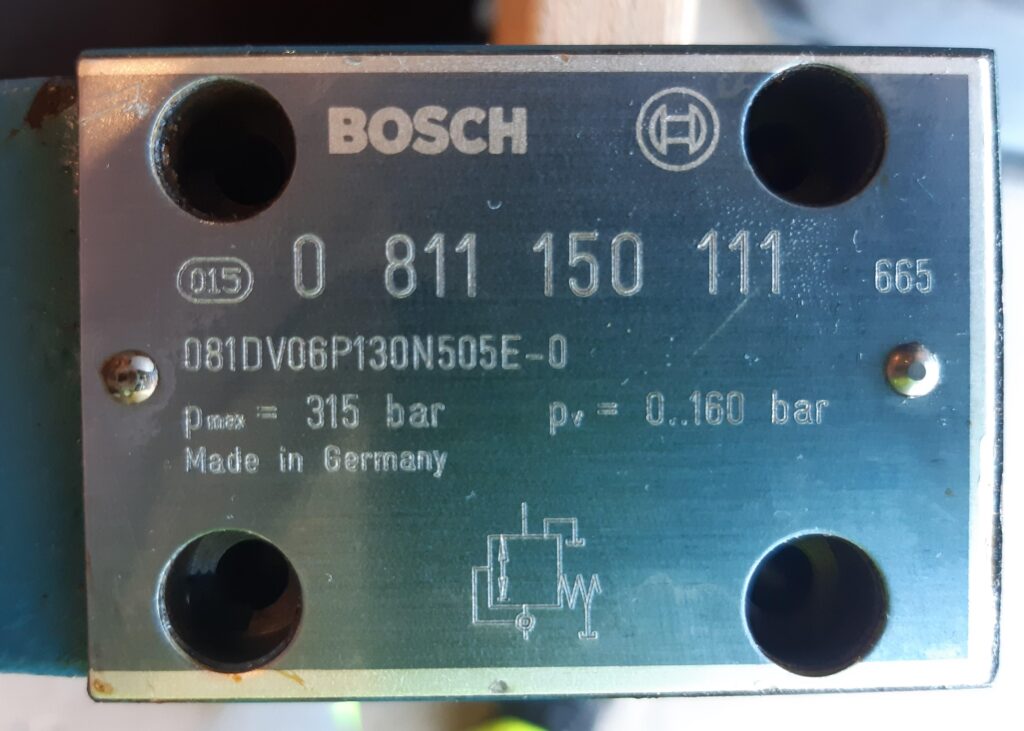 BOSCH
015 0 811 150 111 665
081DV06P130N505E-0
pmax = 315 bar pv = 0..160 bar
Made in Germany
P